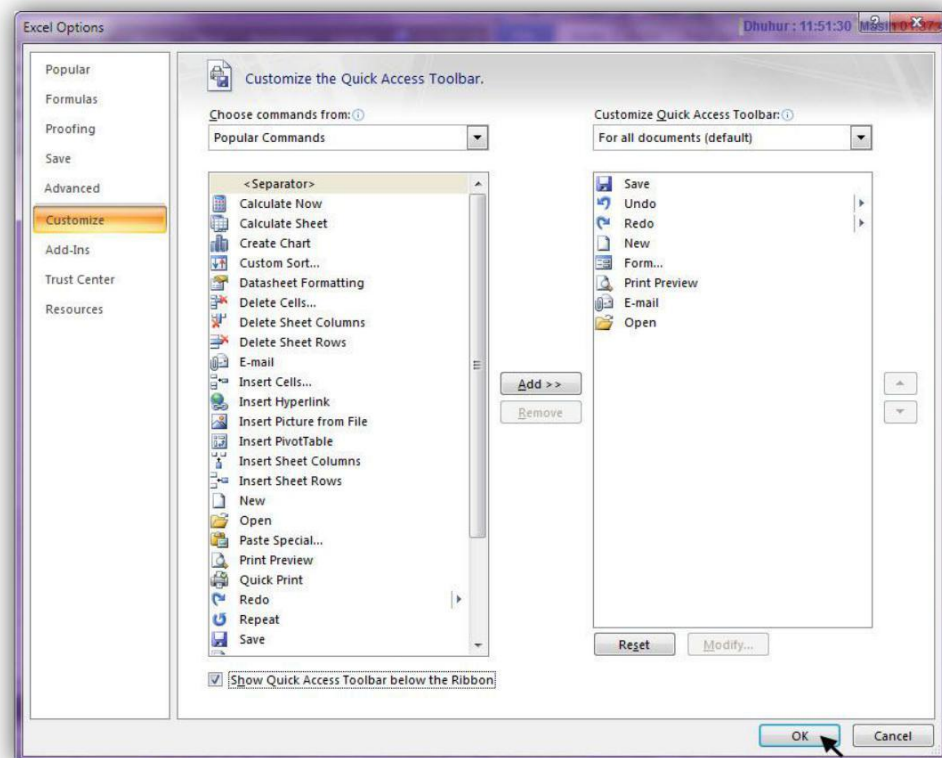 Excel Options
Dhuhur : 11:51:30
Popular
Formulas
Proofing
Save
Advanced
Customize
Add-Ins
Trust Center
Resources
Customize the Quick Access Toolbar.
Choose commands from:
Popular Commands
<Separator>
Calculate Now
Calculate Sheet
Create Chart
Custom Sort...
Datasheet Formatting
Delete Cells...
Delete Sheet Columns
Delete Sheet Rows
E-mail
Insert Cells...
Insert Hyperlink
Insert Picture from File
Insert PivotTable
Insert Sheet Columns
Insert Sheet Rows
New
Open
Paste Special...
Print Preview
Quick Print
Redo
Repeat
Save
Show Quick Access Toolbar below the Ribbon
Add >>
Remove
Customize Quick Access Toolbar:
For all documents (default)
Save
Undo
Redo
New
Form...
Print Preview
E-mail
Open
Reset
Modify...
OK
Cancel